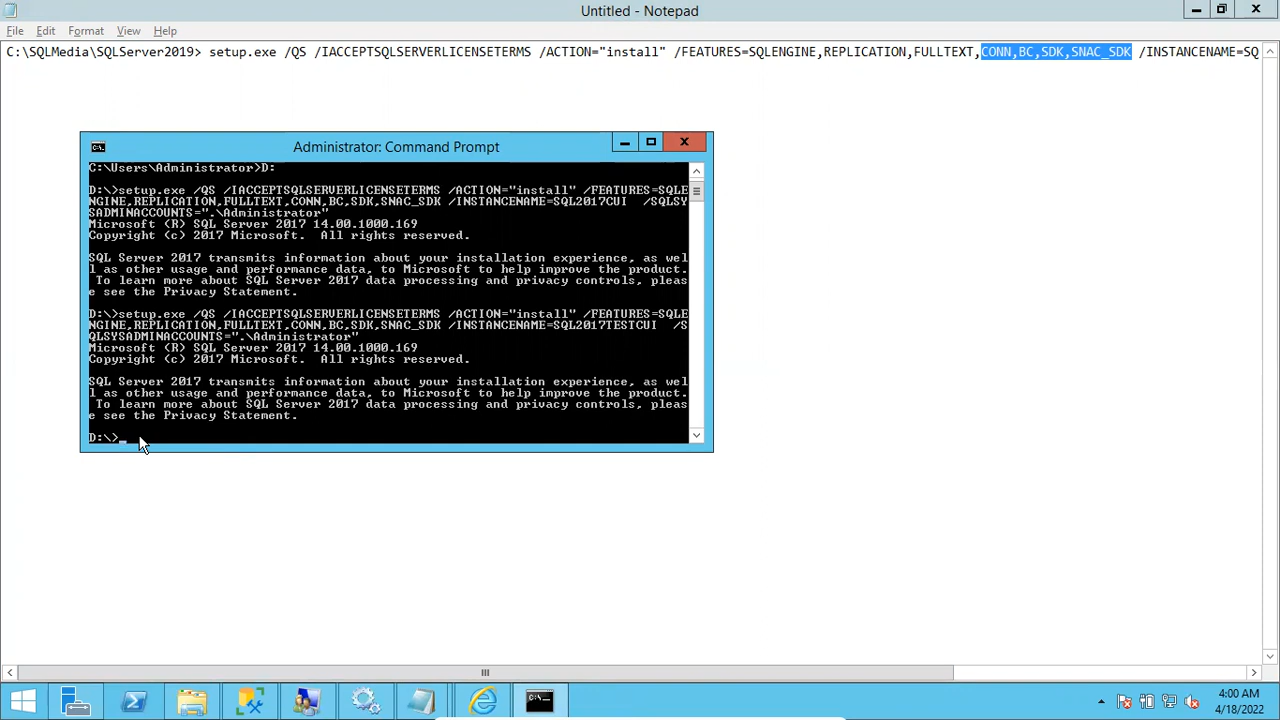 Untitled - Notepad
File Edit Format View Help
C:\SQLMedia\SQLServer2019> setup.exe /QS /IACCEPTSQLSERVERLICENSETERMS /ACTION="install" /FEATURES=SQLENGINE,REPLICATION,FULLTEXT,CONN,BC,SDK,SNAC_SDK /INSTANCENAME=SQ
Administrator: Command Prompt
C:\Users\Administrator>D:
D:\>setup.exe /QS /IACCEPTSQLSERVERLICENSETERMS /ACTION="install" /FEATURES=SQLE
NGINE,REPLICATION,FULLTEXT,CONN,BC,SDK,SNAC_SDK /INSTANCENAME=SQL2017CUI /SQLSY
SADMINACCOUNTS=".\Administrator"
Microsoft (R) SQL Server 2017 14.00.1000.169
Copyright (c) 2017 Microsoft. All rights reserved.
SQL Server 2017 transmits information about your installation experience, as wel
l as other usage and performance data, to Microsoft to help improve the product.
To learn more about SQL Server 2017 data processing and privacy controls, pleas
e see the Privacy Statement.
D:\>setup.exe /QS /IACCEPTSQLSERVERLICENSETERMS /ACTION="install" /FEATURES=SQLE
NGINE,REPLICATION,FULLTEXT,CONN,BC,SDK,SNAC_SDK /INSTANCENAME=SQL2017TESTCUI /S
QLSYSADMINACCOUNTS=".\Administrator"
Microsoft (R) SQL Server 2017 14.00.1000.169
Copyright (c) 2017 Microsoft. All rights reserved.
SQL Server 2017 transmits information about your installation experience, as wel
l as other usage and performance data, to Microsoft to help improve the product.
To learn more about SQL Server 2017 data processing and privacy controls, pleas
e see the Privacy Statement.
D:\>_
4:00 AM
4/18/2022